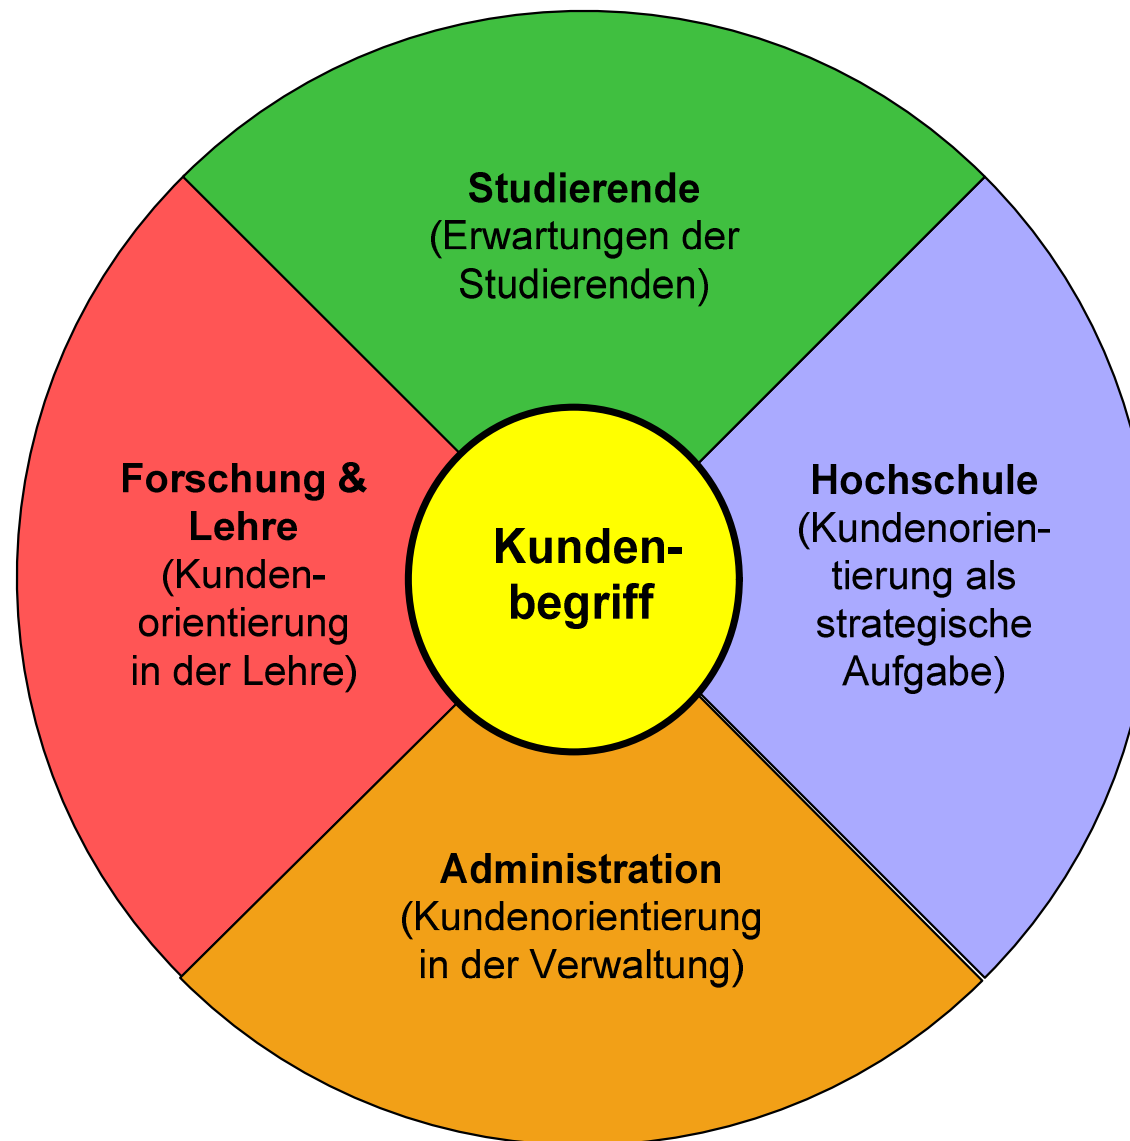 Studierende
(Erwartungen der
Studierenden)
Forschung &
Lehre
(Kunden-
orientierung
in der Lehre)
Kunden-
begriff
Hochschule
(Kundenorien-
tierung als
strategische
Aufgabe)
Administration
(Kundenorientierung
in der Verwaltung)